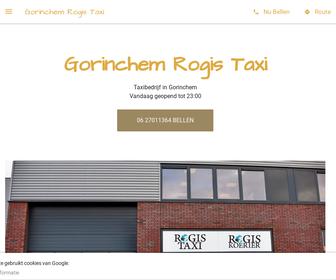 Gorinchem Rogis Taxi
Nu Bellen
Route
Gorinchem Rogis Taxi
Taxibedrijf in Gorinchem
Vandaag geopend tot 23:00
06 27011364 BELLEN
ROGIS TAXI
ROGIS KOERIER
e gebruikt cookies van Google:
formatie